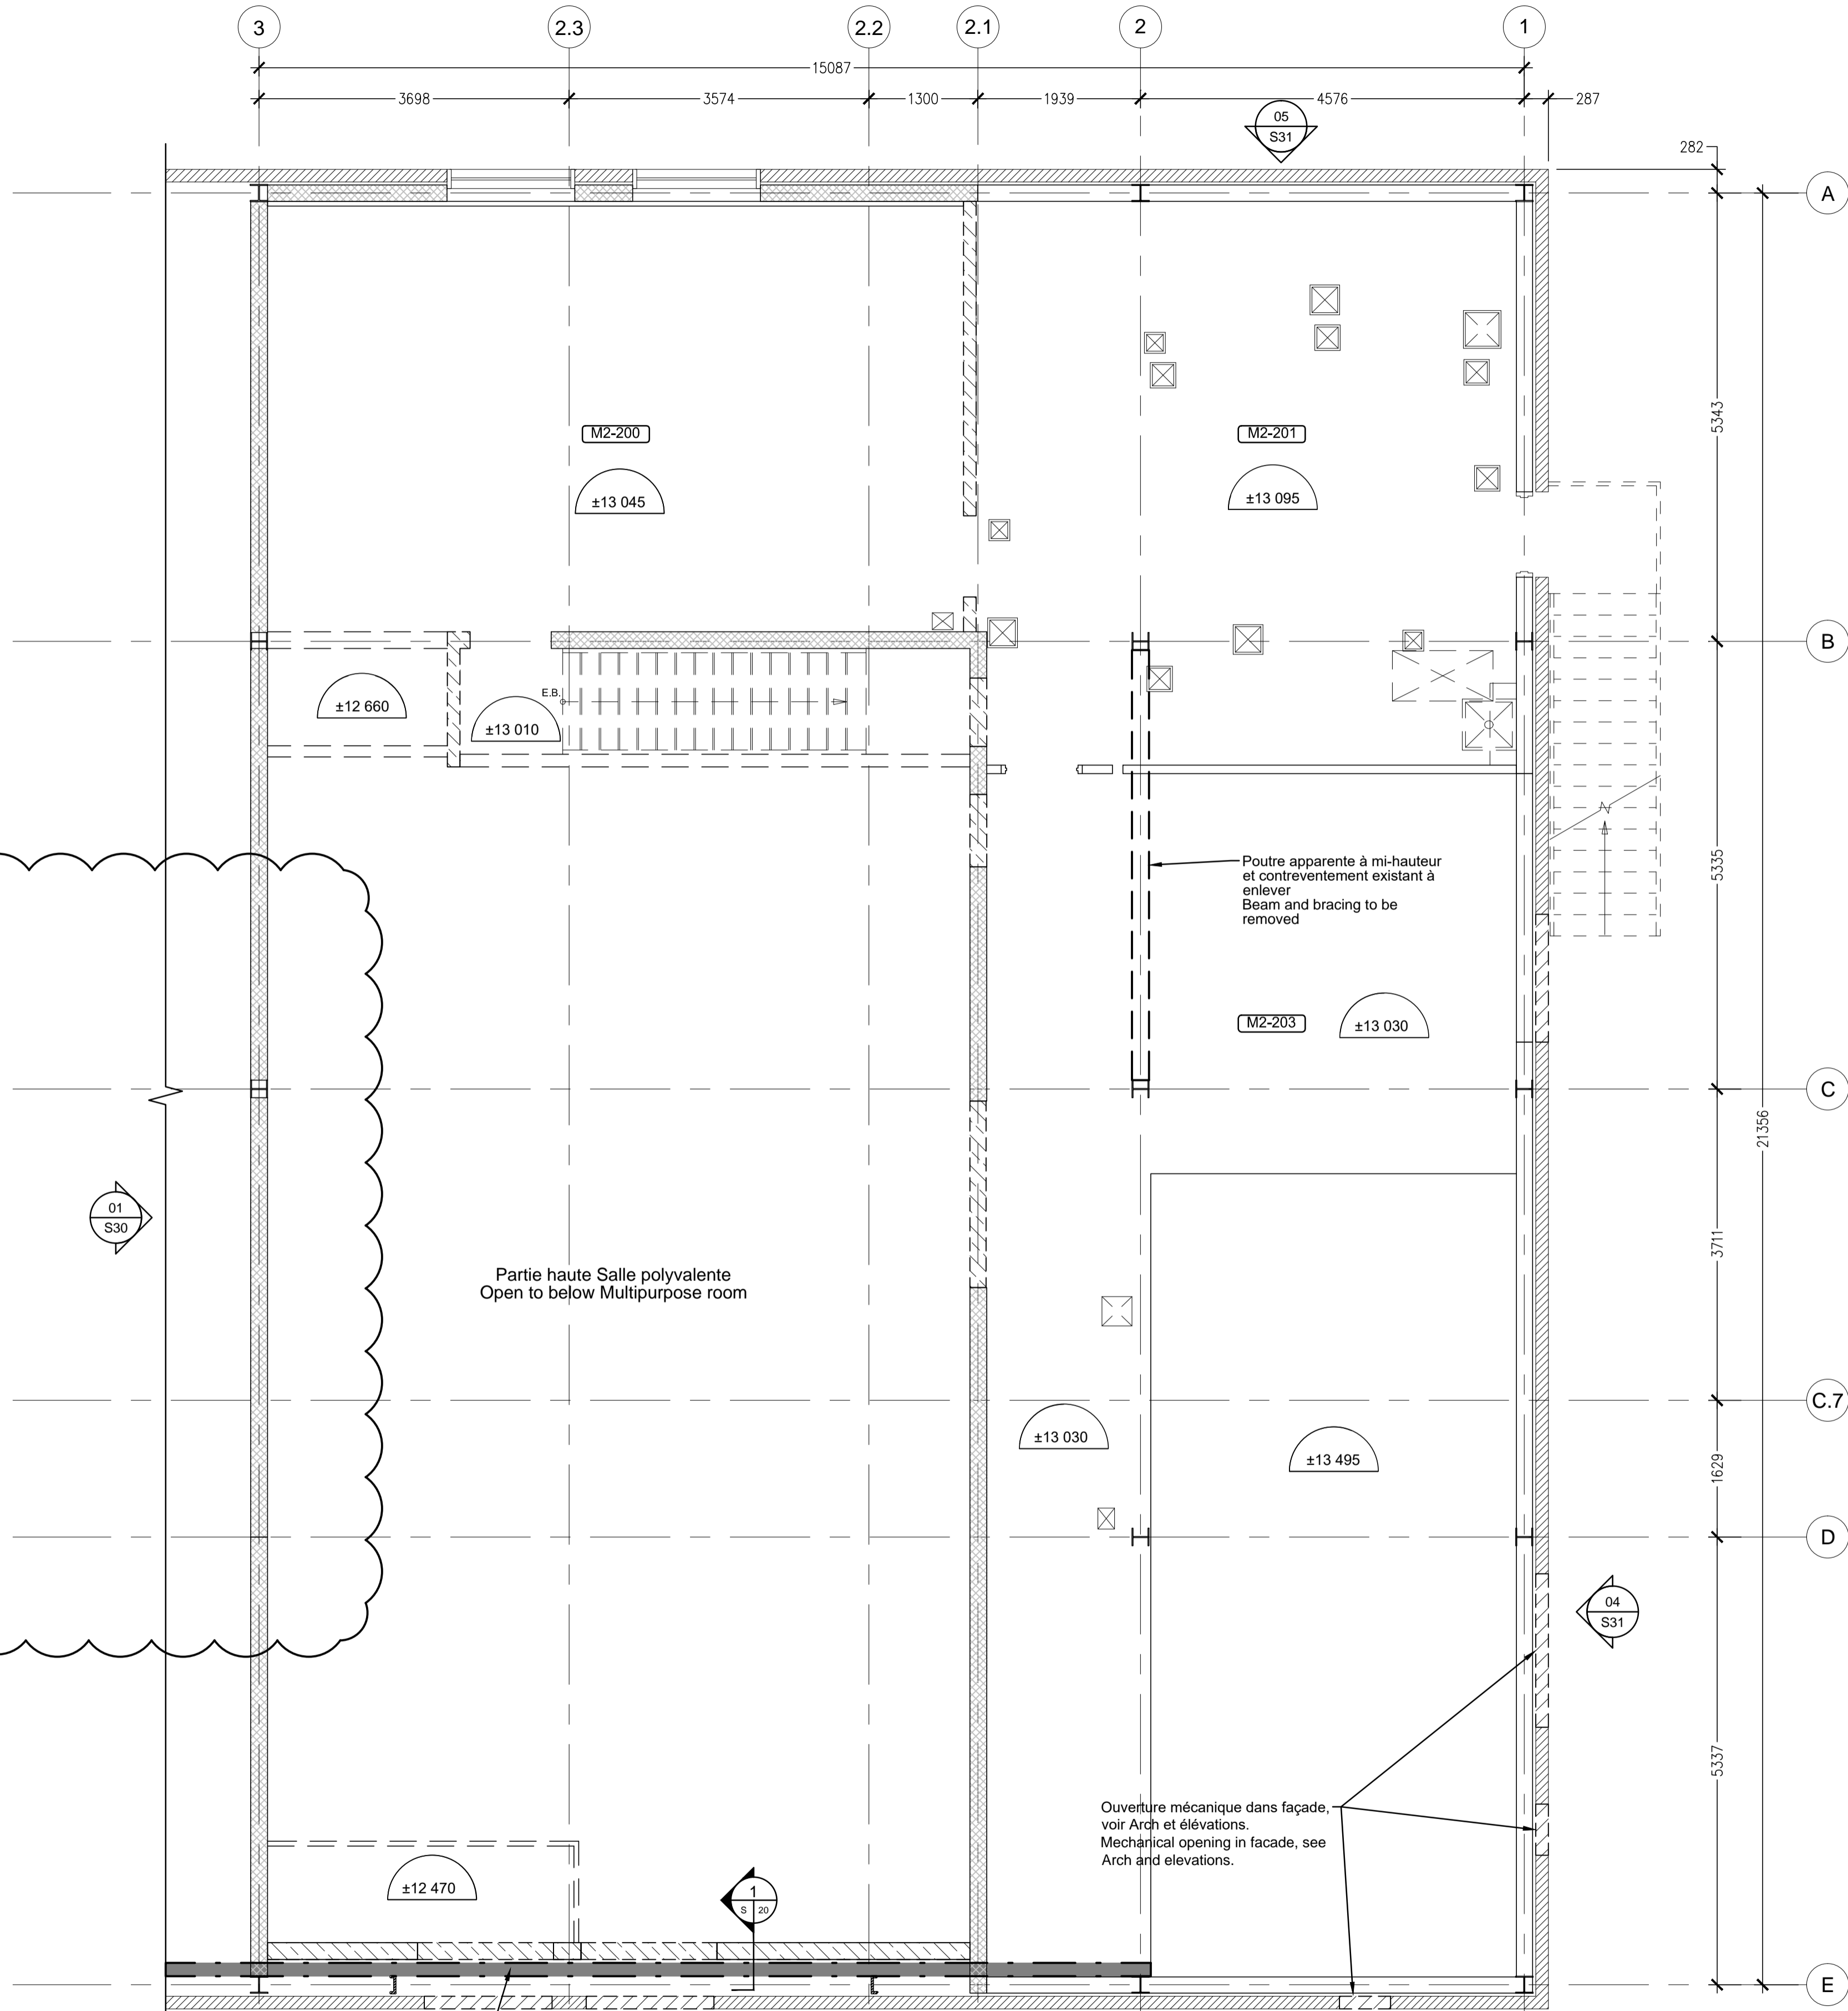 3
2.3
2.2
2.1
2
1
15087
3698
3574
1300
1939
4576
287
05
S31
282
A
M2-200
M2-201
±13 045
±13 095
5343
B
±12 660
±13 010
E.B.
5335
Poutre apparente à mi-hauteur
et contreventement existant à
enlever
Beam and bracing to be
removed
M2-203
±13 030
C
21356
01
S30
3711
Partie haute Salle polyvalente
Open to below Multipurpose room
C.7
±13 030
±13 495
1629
D
04
S31
5337
Ouverture mécanique dans façade,
voir Arch et élévations.
Mechanical opening in facade, see
Arch and elevations.
±12 470
1
S 20
E